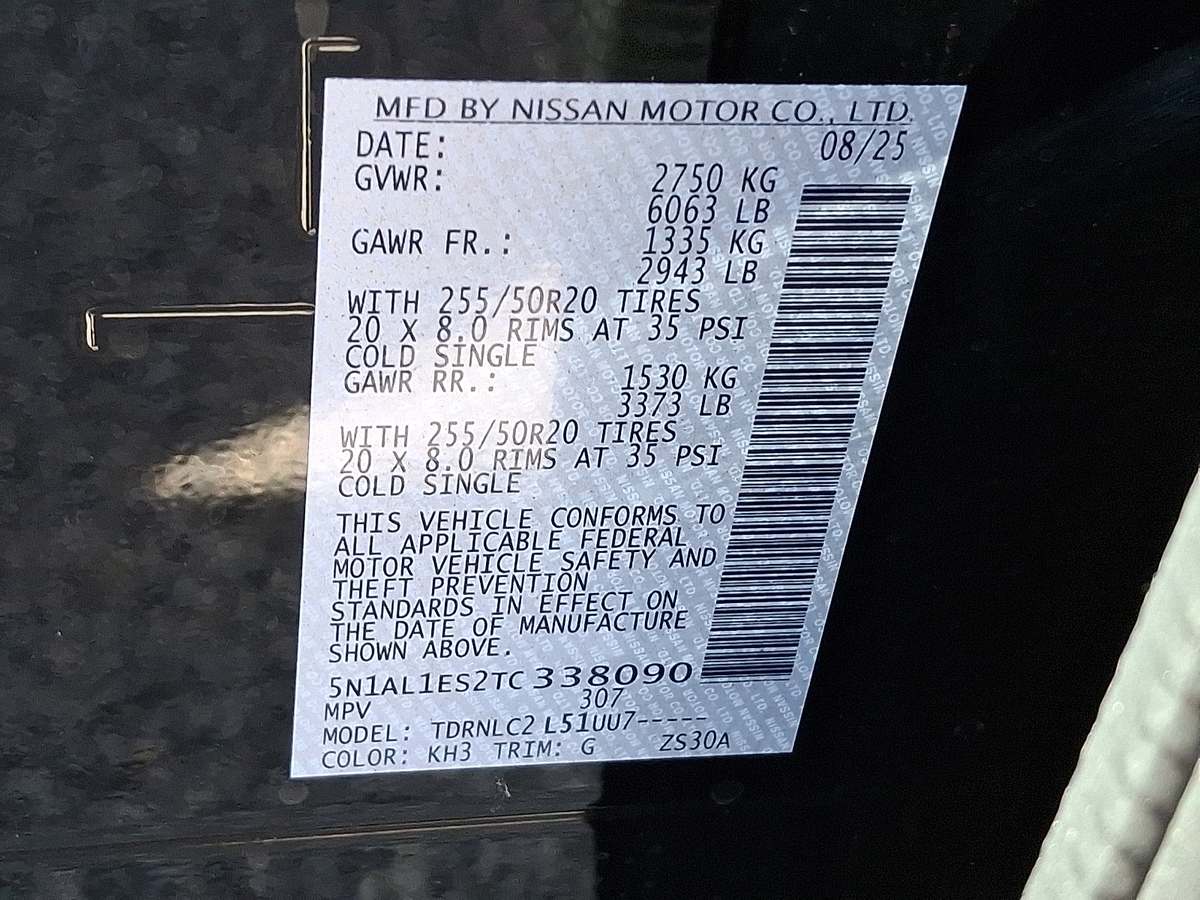 MFD BY NISSAN MOTOR CO., LTD.
DATE: 08/25
GVWR: 2750 KG
6063 LB
GAWR FR.: 1335 KG
2943 LB
WITH 255/50R20 TIRES
20 X 8.0 RIMS AT 35 PSI
COLD SINGLE
GAWR RR.: 1530 KG
3373 LB
WITH 255/50R20 TIRES
20 X 8.0 RIMS AT 35 PSI
COLD SINGLE
THIS VEHICLE CONFORMS TO
ALL APPLICABLE FEDERAL
MOTOR VEHICLE SAFETY AND
THEFT PREVENTION
STANDARDS IN EFFECT ON
THE DATE OF MANUFACTURE
SHOWN ABOVE.
5N1AL1ES2TC338090
MPV 307
MODEL: TDRNLC2 L51UU7-----
COLOR: KH3 TRIM: G ZS30A